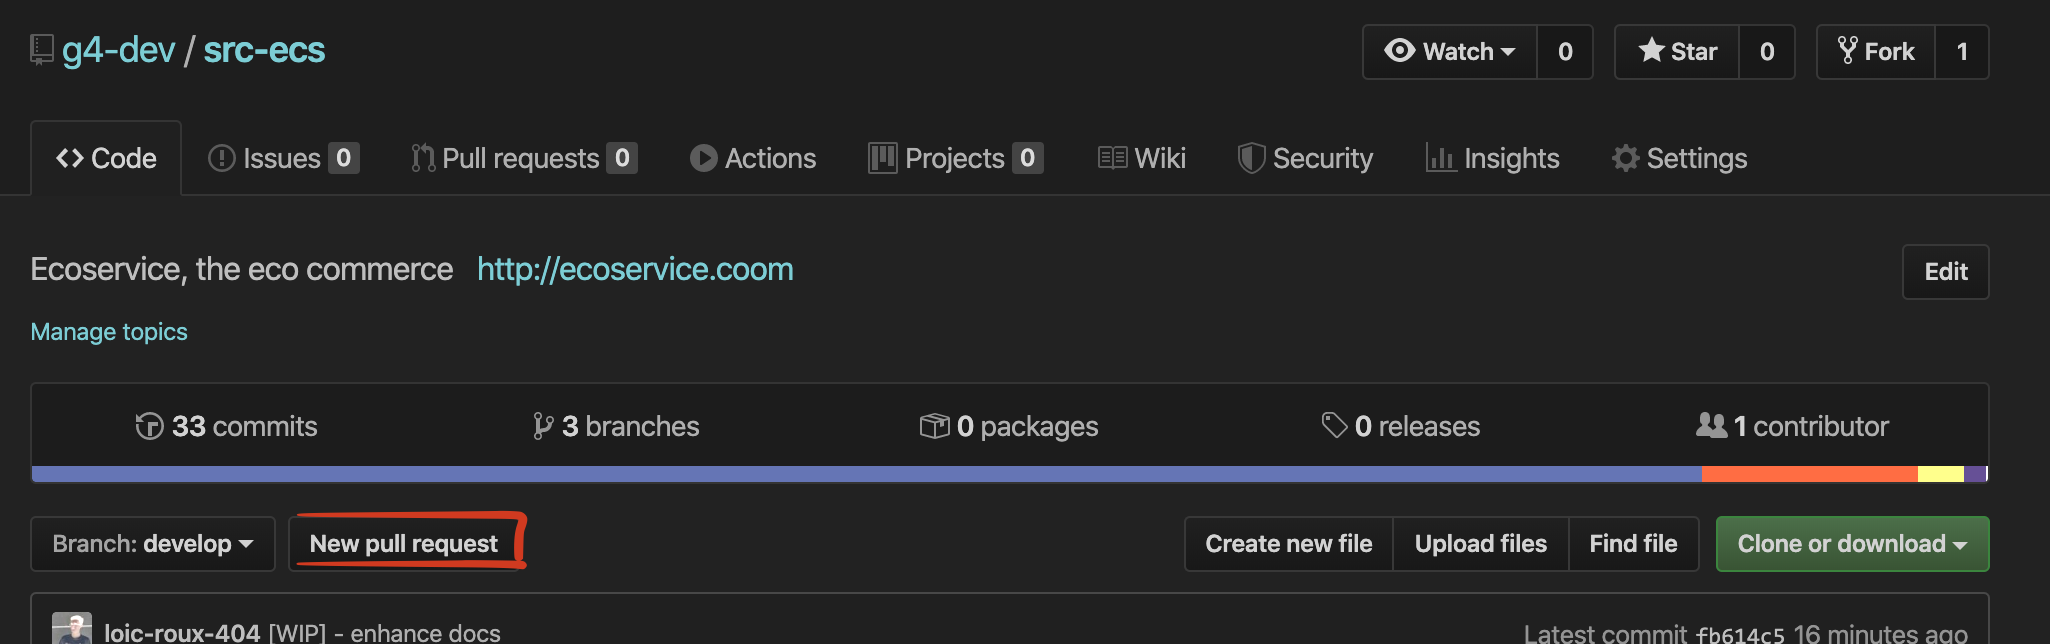 g4-dev / src-ecs
Watch 0 Star 0 Fork 1
Code Issues 0 Pull requests 0 Actions Projects 0 Wiki Security Insights Settings
Ecoservice, the eco commerce http://ecoservice.coom Edit
Manage topics
33 commits 3 branches 0 packages 0 releases 1 contributor
Branch: develop New pull request Create new file Upload files Find file Clone or download
loic-roux-404 [WIP] - enhance docs Latest commit fb614c5 16 minutes ago